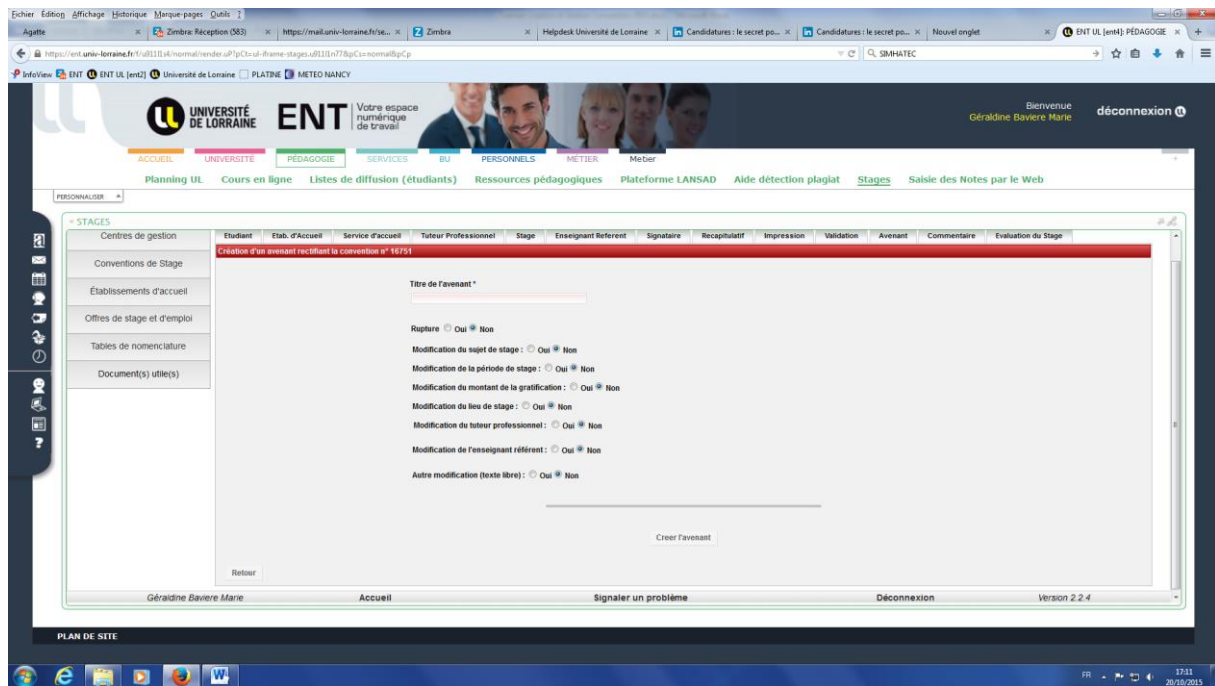 Fichier Édition Affichage Historique Marque-pages Outils ?
Agatte
Zimbra: Réception (583)
https://mail.univ-lorraine.fr/se...
Zimbra
Helpdesk Université de Lorraine
Candidatures : le secret po...
Candidatures : le secret po...
Nouvel onglet
ENT UL [ent4]: PÉDAGOGIE
SIMHATEC
InfoView ENT ENT UL [ent2] Université de Lorraine PLATINE METEO NANCY
UNIVERSITÉ DE LORRAINE
ENT
Votre espace
numérique
de travail
Bienvenue
Géraldine Baviere Marie
déconnexion
ACCUEIL UNIVERSITÉ PÉDAGOGIE SERVICES BU PERSONNELS MÉTIER Metier
Planning UL Cours en ligne Listes de diffusion (étudiants) Ressources pédagogiques Plateforme LANSAD Aide détection plagiat Stages Saisie des Notes par le Web
PERSONNALISER
STAGES
Centres de gestion
Conventions de Stage
Établissements d'accueil
Offres de stage et d'emploi
Tables de nomenclature
Document(s) utile(s)
Etudiant Etab. d'Accueil Service d'accueil Tuteur Professionnel Stage Enseignant Referent Signataire Recapitulatif Impression Validation Avenant Commentaire Evaluation du Stage
Création d'un avenant rectifiant la convention n° 16751
Titre de l'avenant *
Rupture Oui Non
Modification du sujet de stage : Oui Non
Modification de la période de stage : Oui Non
Modification du montant de la gratification : Oui Non
Modification du lieu de stage : Oui Non
Modification du tuteur professionnel : Oui Non
Modification de l'enseignant référent : Oui Non
Autre modification (texte libre) : Oui Non
Creer l'avenant
Retour
Géraldine Baviere Marie Accueil Signaler un problème Déconnexion Version 2.2.4
PLAN DE SITE
FR
17:11
20/10/2015